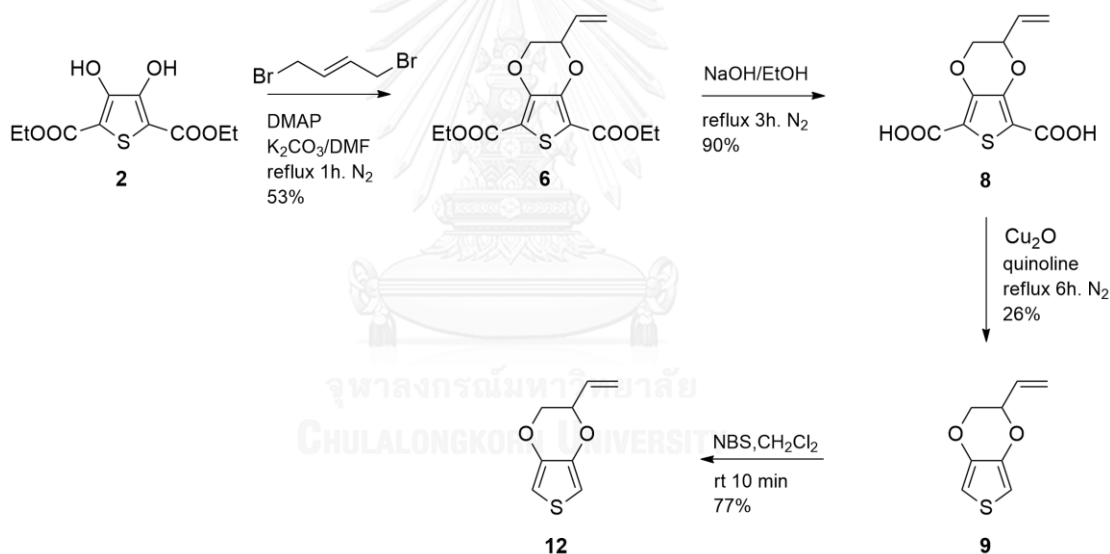 OH OH
EtOOC S COOEt
2
Br Br
DMAP
K₂CO₃/DMF
reflux 1h. N₂
53%
O O
EtOOC S COOEt
6
NaOH/EtOH
reflux 3h. N₂
90%
O O
HOOC S COOH
8
Cu₂O
quinoline
reflux 6h. N₂
26%
O O
S
9
NBS,CH₂Cl₂
rt 10 min
77%
O O
S
12
จุฬาลงกรณ์มหาวิทยาลัย
CHULALONGKORN UNIVERSITY